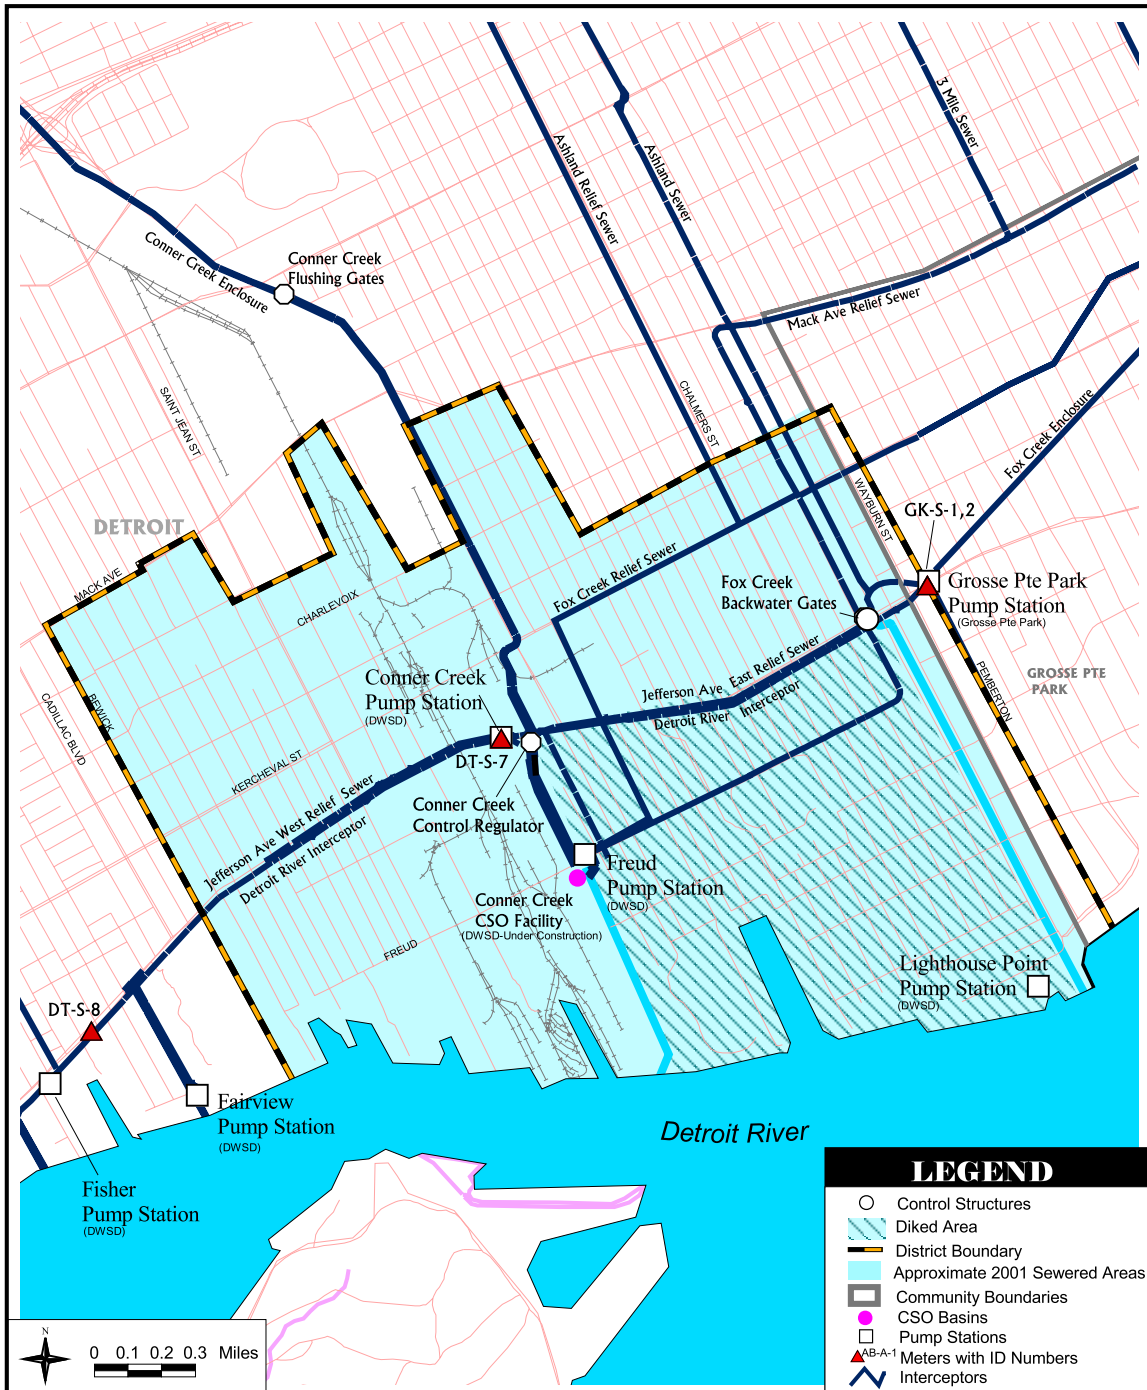 3 Mile Sewer
Ashland Relief Sewer
Ashland Sewer
Conner Creek Enclosure
Conner Creek
Flushing Gates
Mack Ave Relief Sewer
SAINT JEAN ST
CHALMERS ST
Fox Creek Enclosure
WAYBURN ST
GK-S-1,2
DETROIT
MACK AVE
CHARLEVOIX
Fox Creek Relief Sewer
Fox Creek
Backwater Gates
Grosse Pte Park
Pump Station
(Grosse Pte Park)
GROSSE PTE
PARK
PEMBERTON
Conner Creek
Pump Station
(DWSD)
Jefferson Ave East Relief Sewer
Detroit River Interceptor
BEWICK
CADILLAC BLVD
KERCHEVAL ST
DT-S-7
Jefferson Ave West Relief Sewer
Detroit River Interceptor
Conner Creek
Control Regulator
Freud
Pump Station
(DWSD)
Conner Creek
CSO Facility
(DWSD-Under Construction)
FREUD
Lighthouse Point
Pump Station
(DWSD)
DT-S-8
Fairview
Pump Station
(DWSD)
Detroit River
Fisher
Pump Station
(DWSD)
LEGEND
Control Structures
Diked Area
District Boundary
Approximate 2001 Sewered Areas
Community Boundaries
CSO Basins
Pump Stations
AB-A-1 Meters with ID Numbers
Interceptors
N
0 0.1 0.2 0.3 Miles